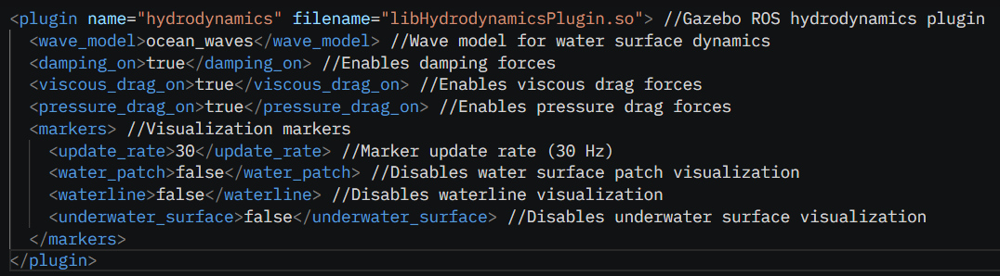 <plugin name="hydrodynamics" filename="libHydrodynamicsPlugin.so"> //Gazebo ROS hydrodynamics plugin
<wave_model>ocean_waves</wave_model> //Wave model for water surface dynamics
<damping_on>true</damping_on> //Enables damping forces
<viscous_drag_on>true</viscous_drag_on> //Enables viscous drag forces
<pressure_drag_on>true</pressure_drag_on> //Enables pressure drag forces
<markers> //Visualization markers
<update_rate>30</update_rate> //Marker update rate (30 Hz)
<water_patch>false</water_patch> //Disables water surface patch visualization
<waterline>false</waterline> //Disables waterline visualization
<underwater_surface>false</underwater_surface> //Disables underwater surface visualization
</markers>
</plugin>